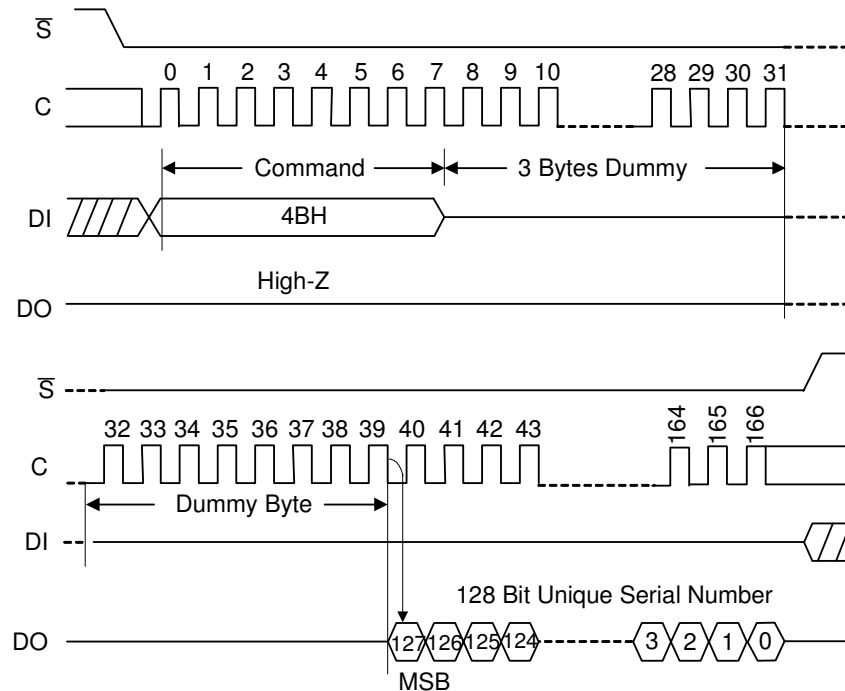 S
0 1 2 3 4 5 6 7 8 9 10 28 29 30 31
C
Command 3 Bytes Dummy
DI 4BH
High-Z
DO
S
32 33 34 35 36 37 38 39 40 41 42 43 164 165 166
C
Dummy Byte
DI
128 Bit Unique Serial Number
DO 127 126 125 124 3 2 1 0
MSB